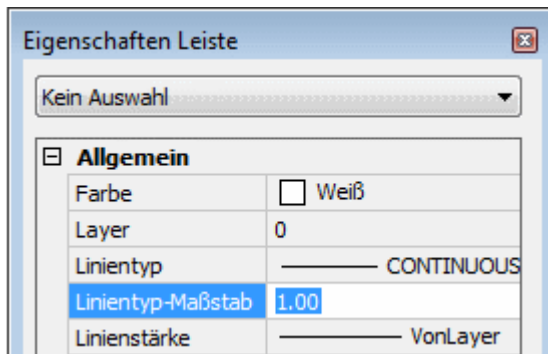 Eigenschaften Leiste
Kein Auswahl
Allgemein
Farbe Weiß
Layer 0
Linientyp CONTINUOUS
Linientyp-Maßstab 1.00
Linienstärke VonLayer